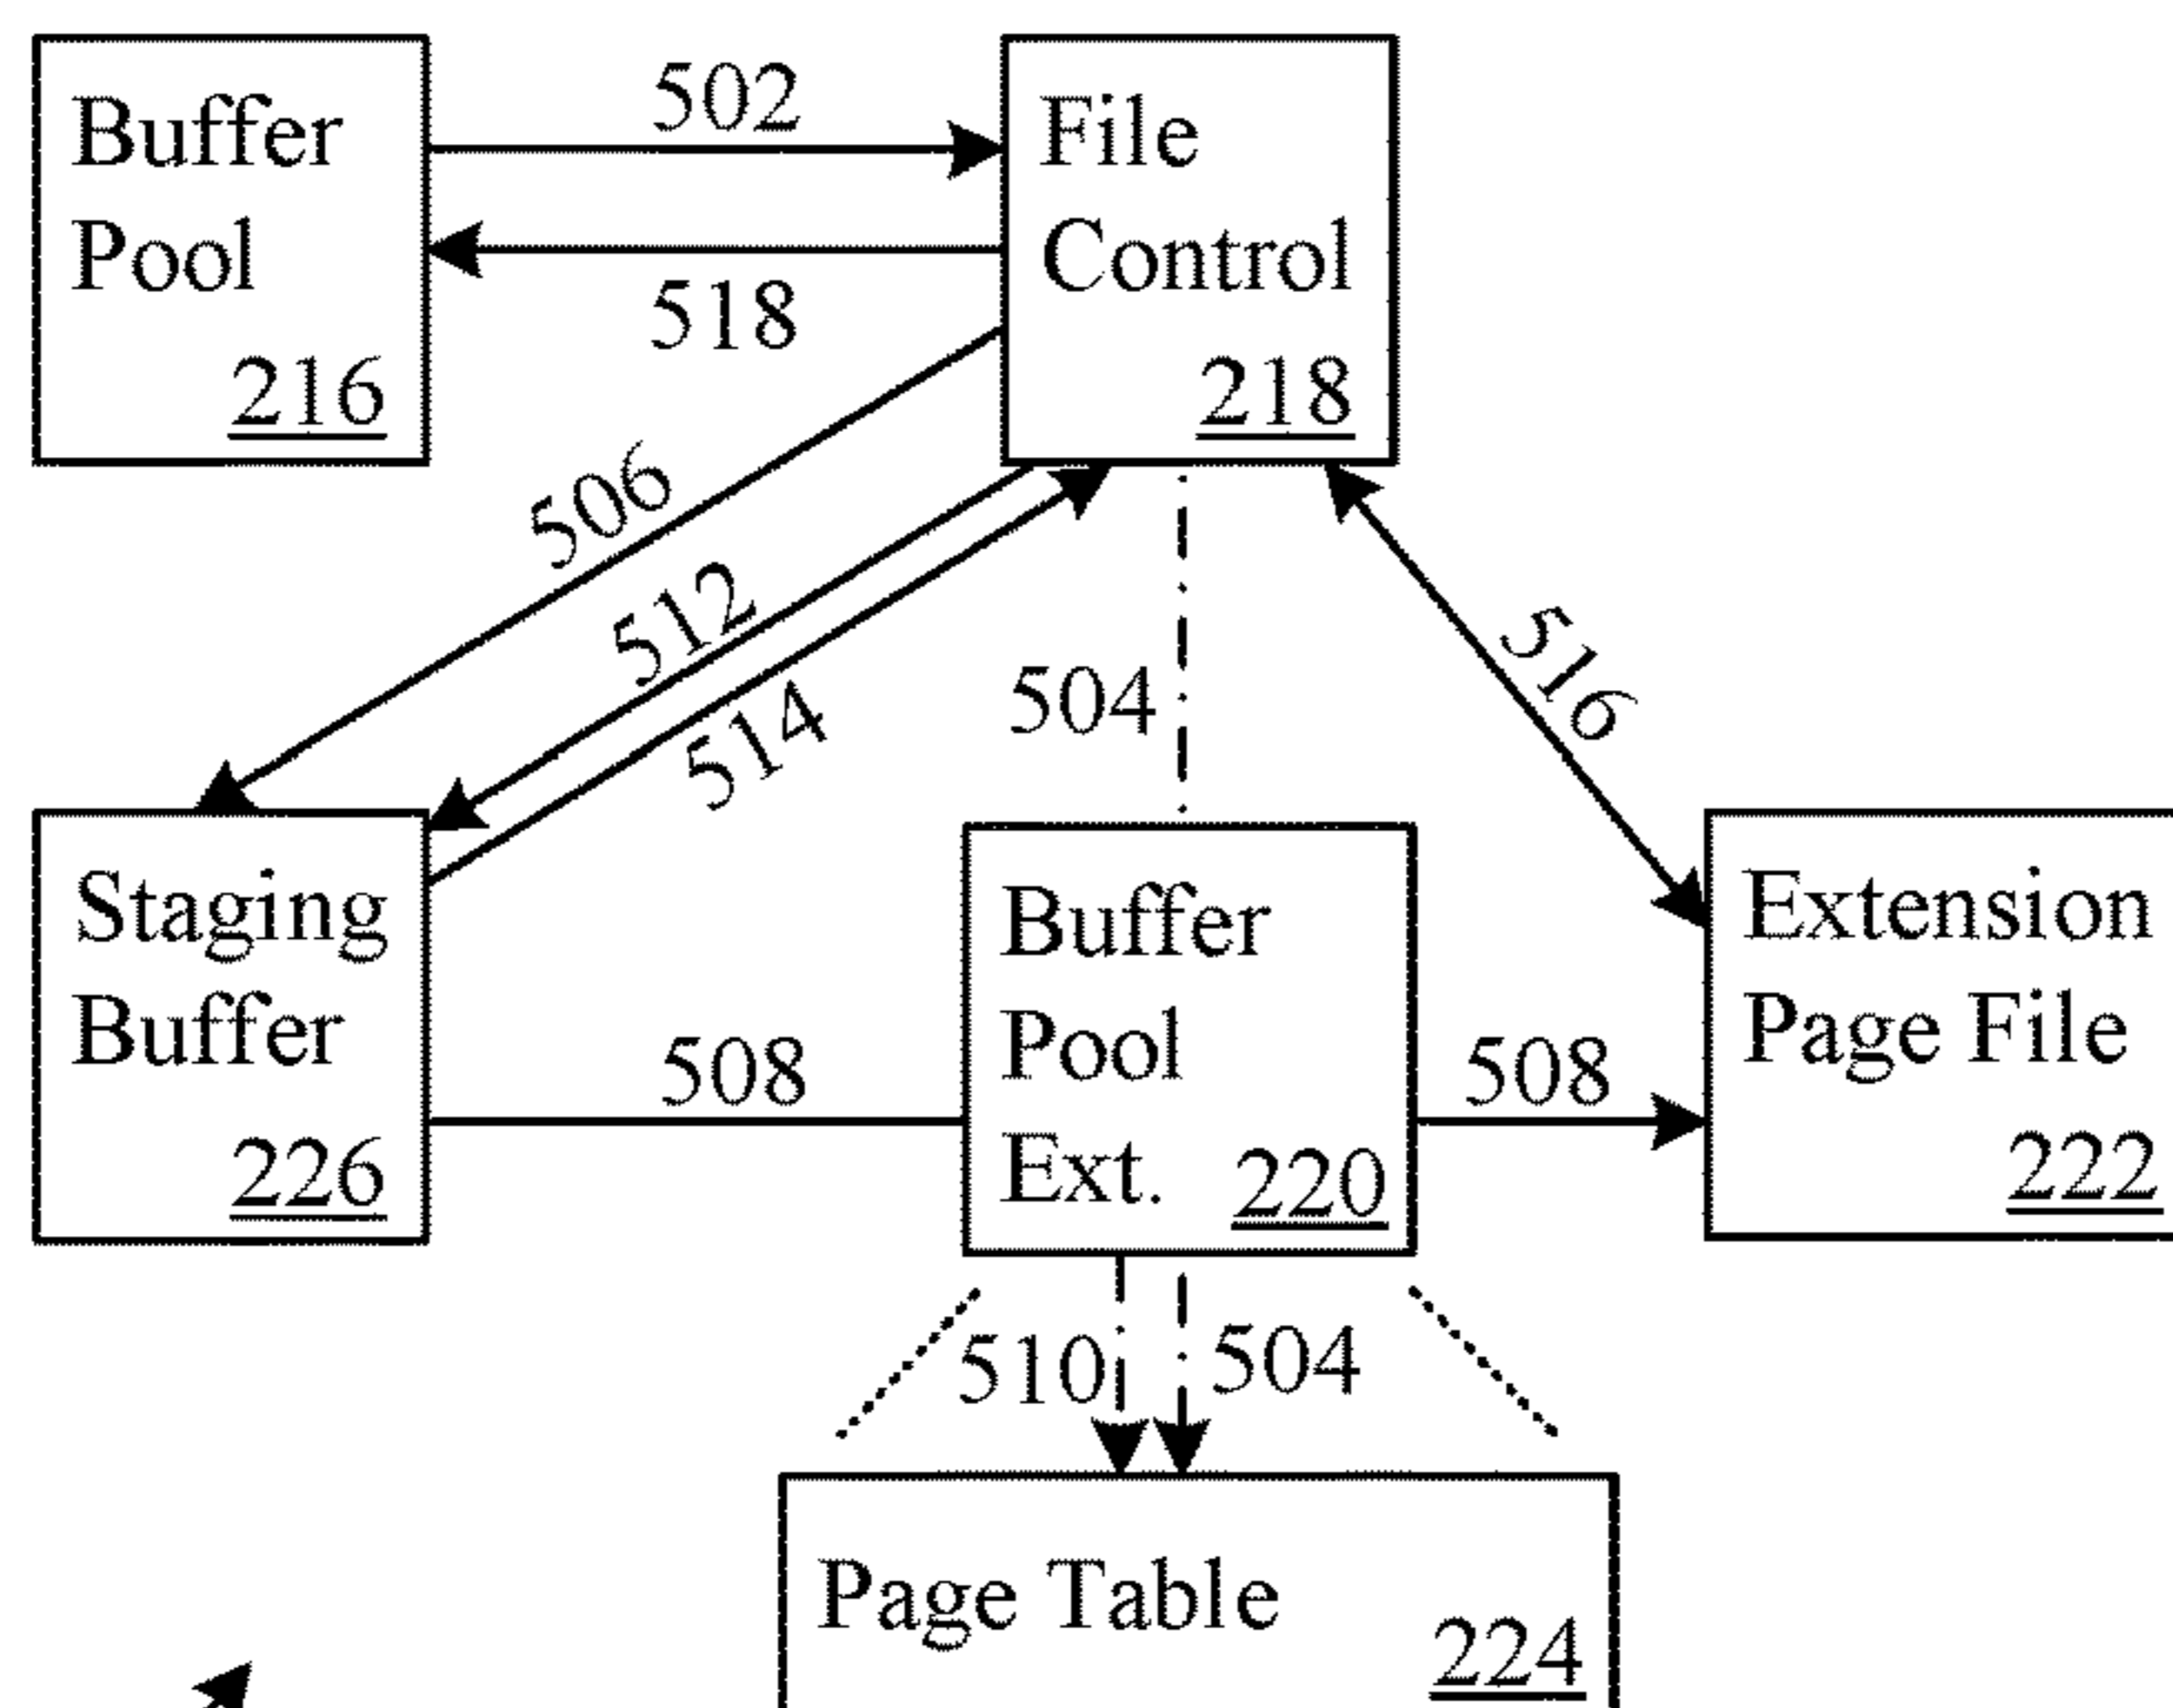 Buffer
Pool
216
502
518
File
Control
218
506
512
514
504
516
Staging
Buffer
226
508
Buffer
Pool
Ext.
220
508
Extension
Page File
222
510
504
Page Table
224